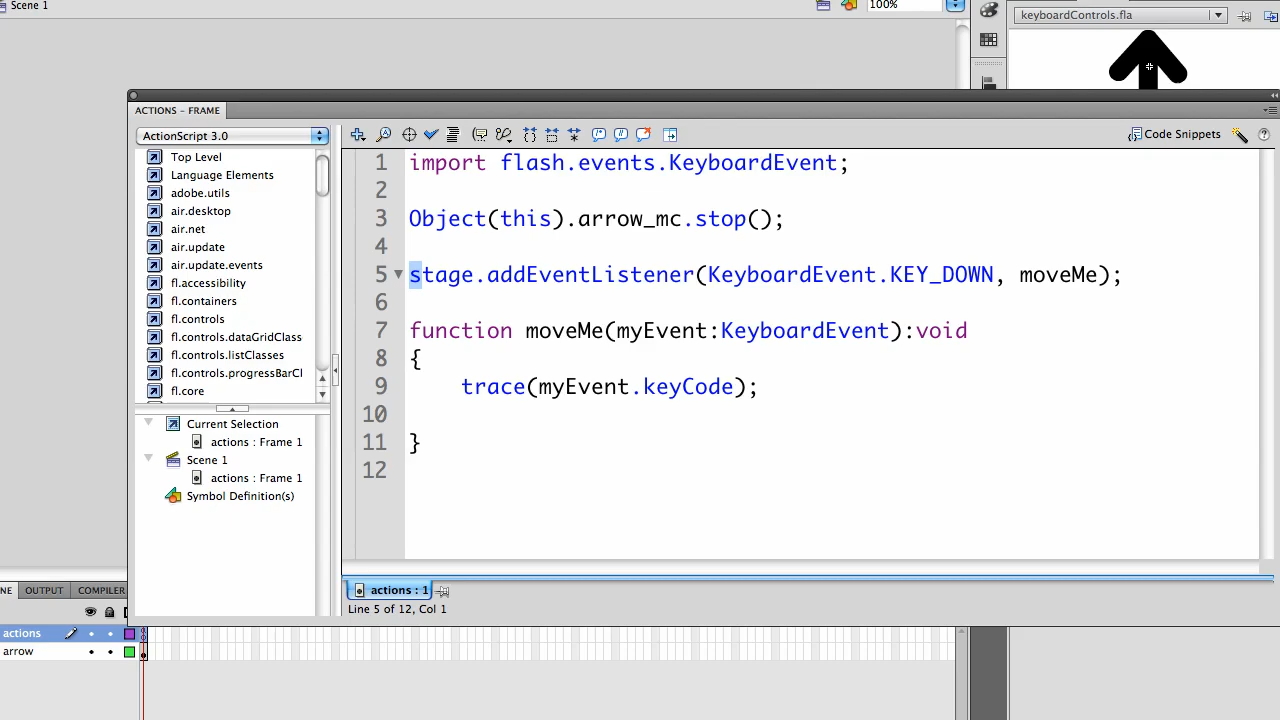 Scene 1
100%
keyboardControls.fla
ACTIONS – FRAME
ActionScript 3.0
Code Snippets
Top Level
Language Elements
adobe.utils
air.desktop
air.net
air.update
air.update.events
fl.accessibility
fl.containers
fl.controls
fl.controls.dataGridClass
fl.controls.listClasses
fl.controls.progressBarCl
fl.core
Current Selection
actions : Frame 1
Scene 1
actions : Frame 1
Symbol Definition(s)
1 import flash.events.KeyboardEvent;
2
3 Object(this).arrow_mc.stop();
4
5 stage.addEventListener(KeyboardEvent.KEY_DOWN, moveMe);
6
7 function moveMe(myEvent:KeyboardEvent):void
8 {
9 trace(myEvent.keyCode);
10
11 }
12
actions : 1
Line 5 of 12, Col 1
NE OUTPUT COMPILER
actions
arrow